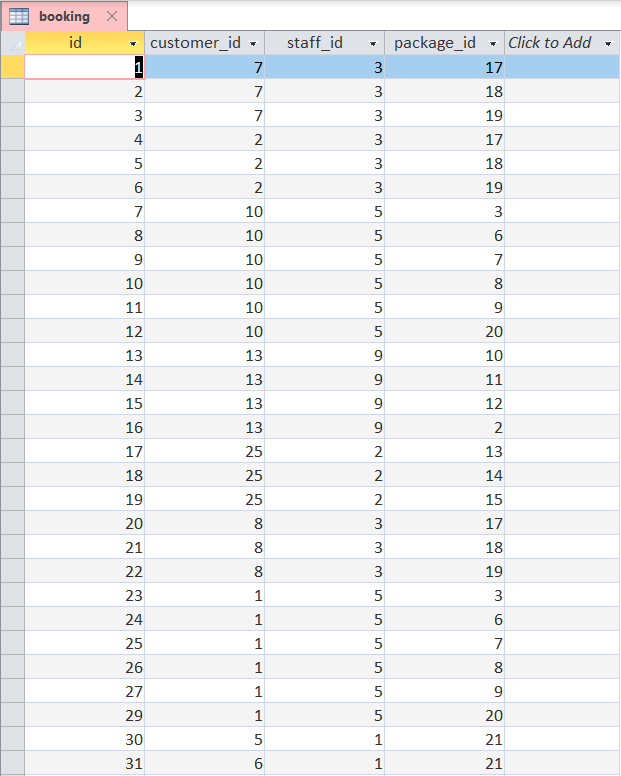 booking
id customer_id staff_id package_id Click to Add
1 7 3 17
2 7 3 18
3 7 3 19
4 2 3 17
5 2 3 18
6 2 3 19
7 10 5 3
8 10 5 6
9 10 5 7
10 10 5 8
11 10 5 9
12 10 5 20
13 13 9 10
14 13 9 11
15 13 9 12
16 13 9 2
17 25 2 13
18 25 2 14
19 25 2 15
20 8 3 17
21 8 3 18
22 8 3 19
23 1 5 3
24 1 5 6
25 1 5 7
26 1 5 8
27 1 5 9
29 1 5 20
30 5 1 21
31 6 1 21